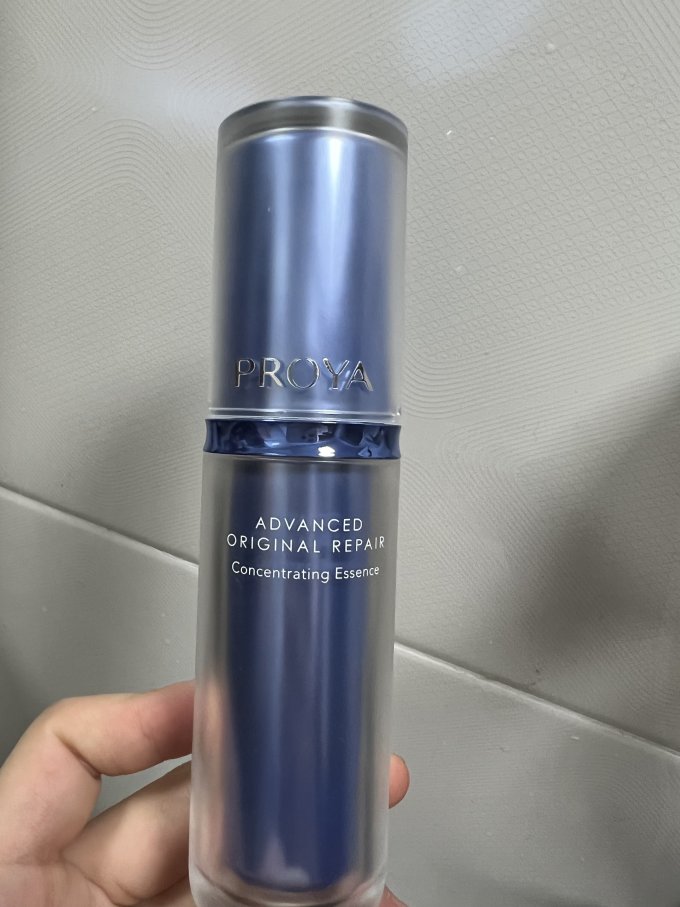 PROYA
ADVANCED
ORIGINAL REPAIR
Concentrating Essence